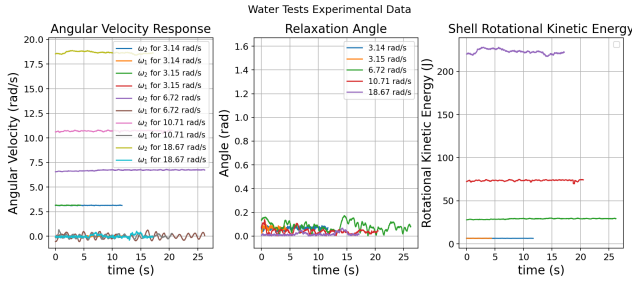 Water Tests Experimental Data
Angular Velocity Response
Angular Velocity (rad/s)
20.0
17.5
15.0
12.5
10.0
7.5
5.0
2.5
0.0
0 5 10 15 20 25
time (s)
ω₂ for 3.14 rad/s
ω₁ for 3.14 rad/s
ω₂ for 3.15 rad/s
ω₁ for 3.15 rad/s
ω₂ for 6.72 rad/s
ω₁ for 6.72 rad/s
ω₂ for 10.71 rad/s
ω₁ for 10.71 rad/s
ω₂ for 18.67 rad/s
ω₁ for 18.67 rad/s
Relaxation Angle
Angle (rad)
1.6
1.4
1.2
1.0
0.8
0.6
0.4
0.2
0.0
0 5 10 15 20 25
time (s)
3.14 rad/s
3.15 rad/s
6.72 rad/s
10.71 rad/s
18.67 rad/s
Shell Rotational Kinetic Energy
Rotational Kinetic Energy (J)
200
150
100
50
0
0 5 10 15 20 25
time (s)